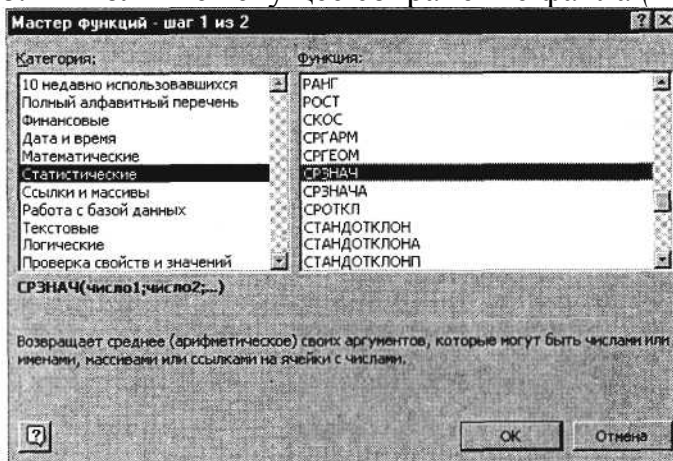 Мастер функций - шаг 1 из 2
Категория:
10 недавно использовавшихся
Полный алфавитный перечень
Финансовые
Дата и время
Математические
Статистические
Ссылки и массивы
Работа с базой данных
Текстовые
Логические
Проверка свойств и значений
Функция:
РАНГ
РОСТ
СКОС
СРГАРМ
СРГЕОМ
СРЗНАЧ
СРЗНАЧА
СРОТКЛ
СТАНДОТКЛОН
СТАНДОТКЛОНА
СТАНДОТКЛОНП
СРЗНАЧ(число1;число2;...)
Возвращает среднее (арифметическое) своих аргументов, которые могут быть числами или
именами, массивами или ссылками на ячейки с числами.
ОК
Отмена